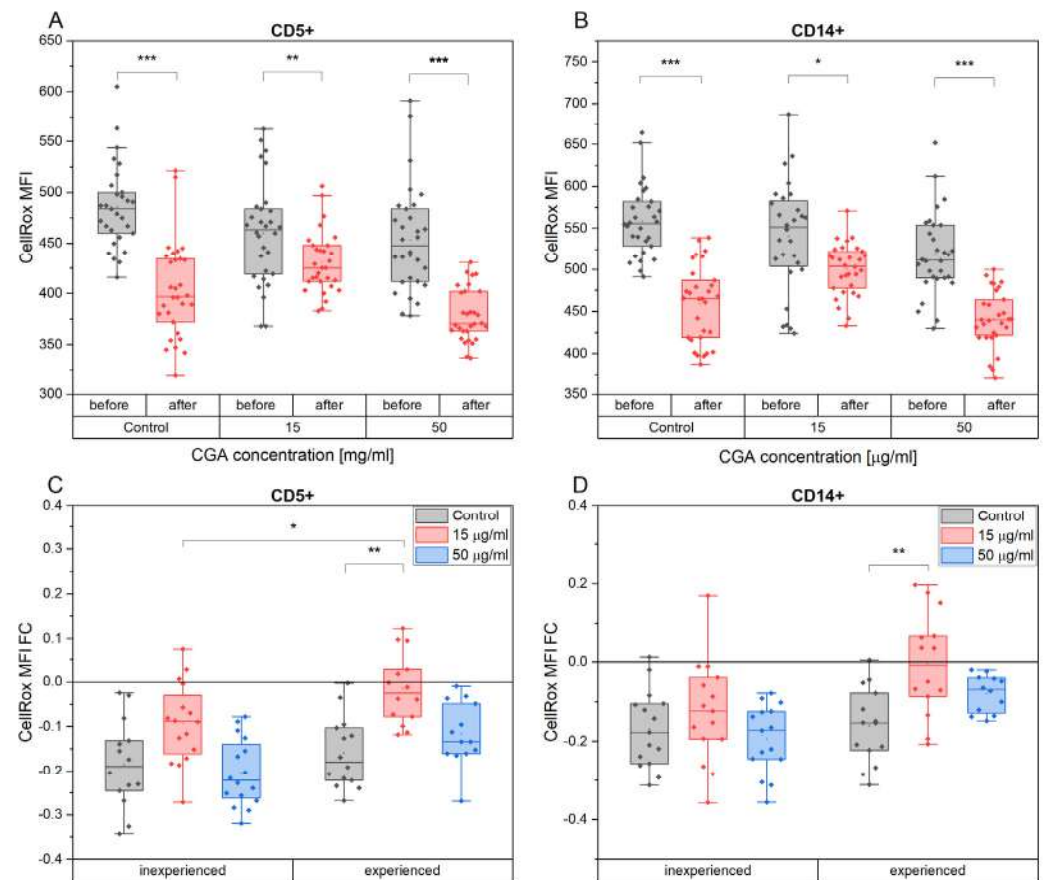 A
CD5+
650
600
550
500
450
400
350
300
CellRox MFI
***
**
***
before after before after before after
Control 15 50
CGA concentration [mg/ml]
B
CD14+
750
700
650
600
550
500
450
400
350
CellRox MFI
***
*
***
before after before after before after
Control 15 50
CGA concentration [μg/ml]
C
CD5+
0.4
0.3
0.2
0.1
0.0
-0.1
-0.2
-0.3
-0.4
CellRox MFI FC
Control
15 μg/ml
50 μg/ml
*
**
inexperienced experienced
D
CD14+
0.4
0.2
0.0
-0.2
-0.4
CellRox MFI FC
Control
15 μg/ml
50 μg/ml
**
inexperienced experienced